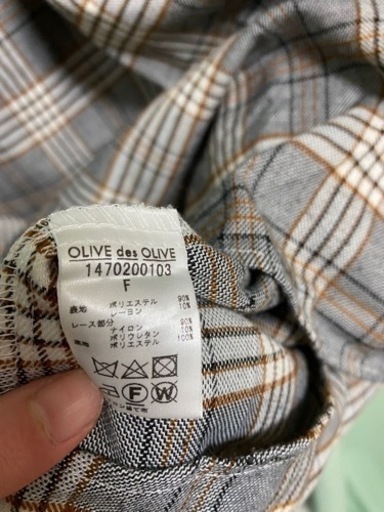 OLIVE des OLIVE
1470200103
F
表地 ポリエステル 90%
レーヨン 10%
レース部分
ナイロン 90%
ポリウレタン 10%
裏地 ポリエステル 100%
F W